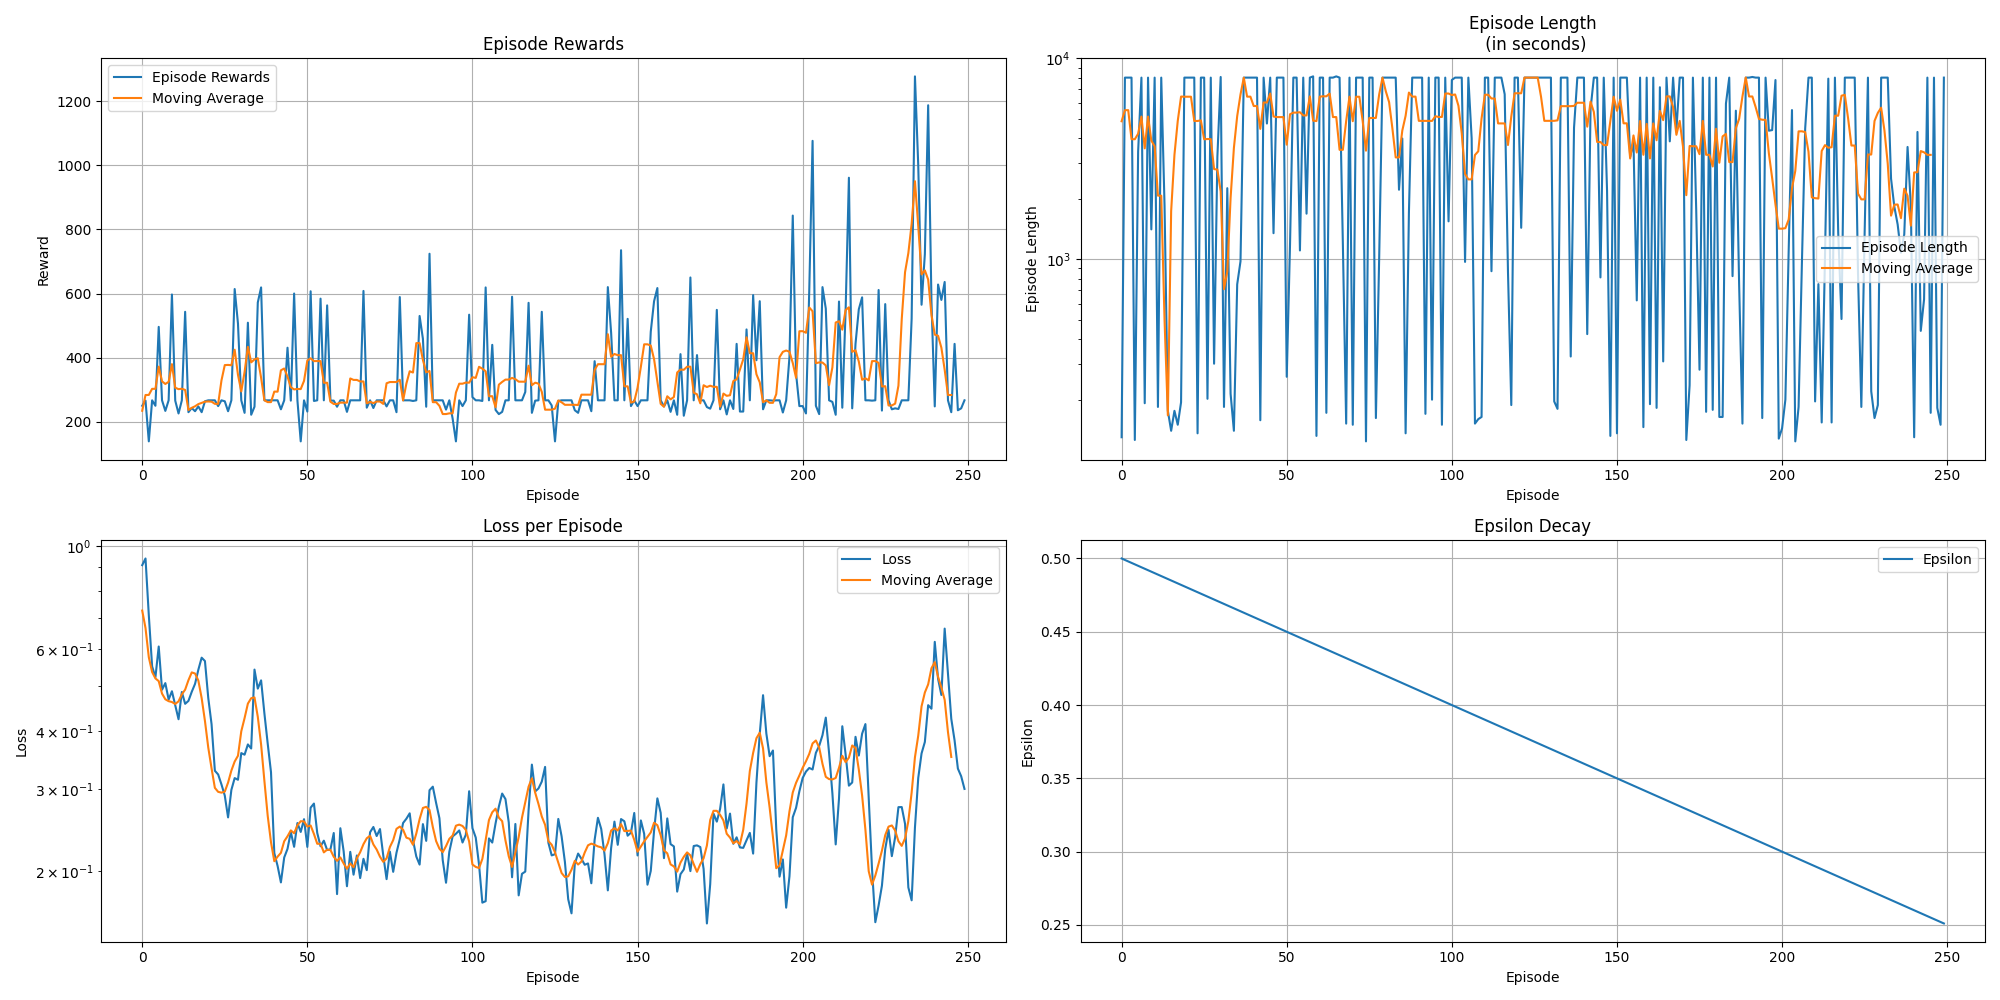 Episode Rewards
Reward
1200
1000
800
600
400
200
Episode Rewards
Moving Average
0
50
100
150
200
250
Episode
Episode Length
(in seconds)
Episode Length
10⁴
10³
Episode Length
Moving Average
0
50
100
150
200
250
Episode
Loss per Episode
Loss
10⁰
6 × 10⁻¹
4 × 10⁻¹
3 × 10⁻¹
2 × 10⁻¹
Loss
Moving Average
0
50
100
150
200
250
Episode
Epsilon Decay
Epsilon
0.50
0.45
0.40
0.35
0.30
0.25
Epsilon
0
50
100
150
200
250
Episode